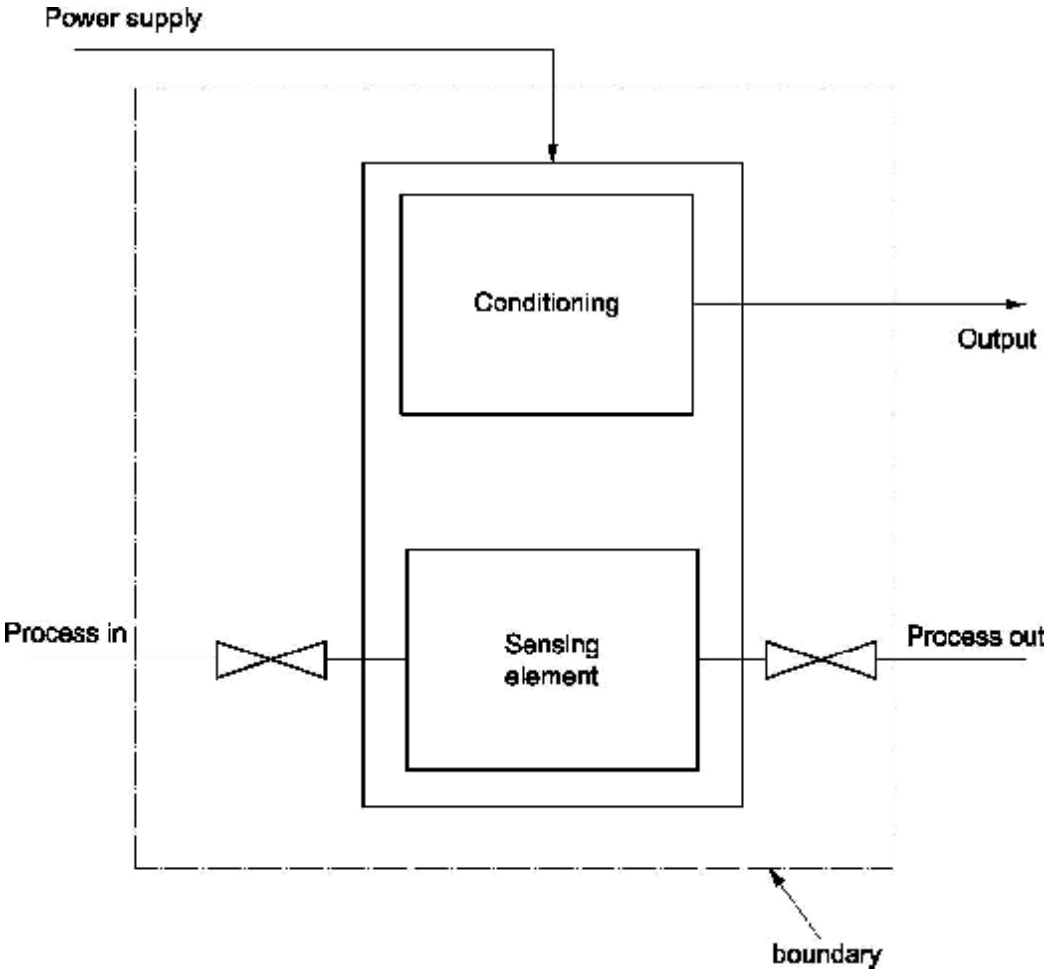 Power supply
Conditioning
Output
Process in
Sensing
element
Process out
boundary